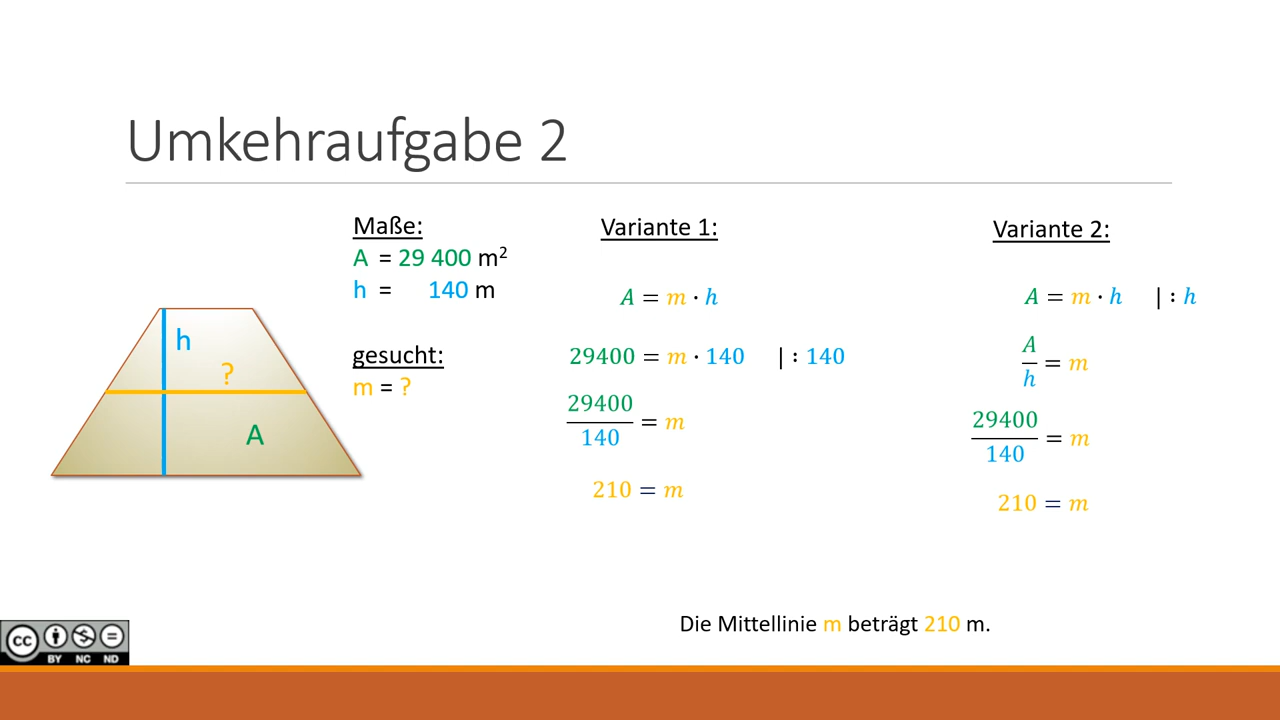 Umkehraufgabe 2
Maße:
A = 29 400 m²
h = 140 m
gesucht:
m = ?
h
?
A
Variante 1:
A = m · h
29400 = m · 140 | : 140
29400/140 = m
210 = m
Variante 2:
A = m · h | : h
A/h = m
29400/140 = m
210 = m
Die Mittellinie m beträgt 210 m.
cc
BY NC ND